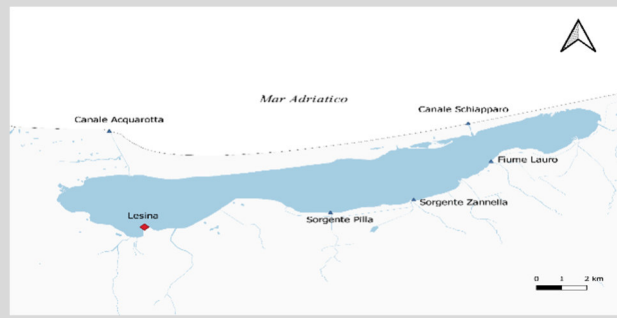 Mar Adriatico
Canale Schiapparo
Canale Acquarotta
Fiume Lauro
Sorgente Zannella
Lesina
Sorgente Pilla
0 1 2 km